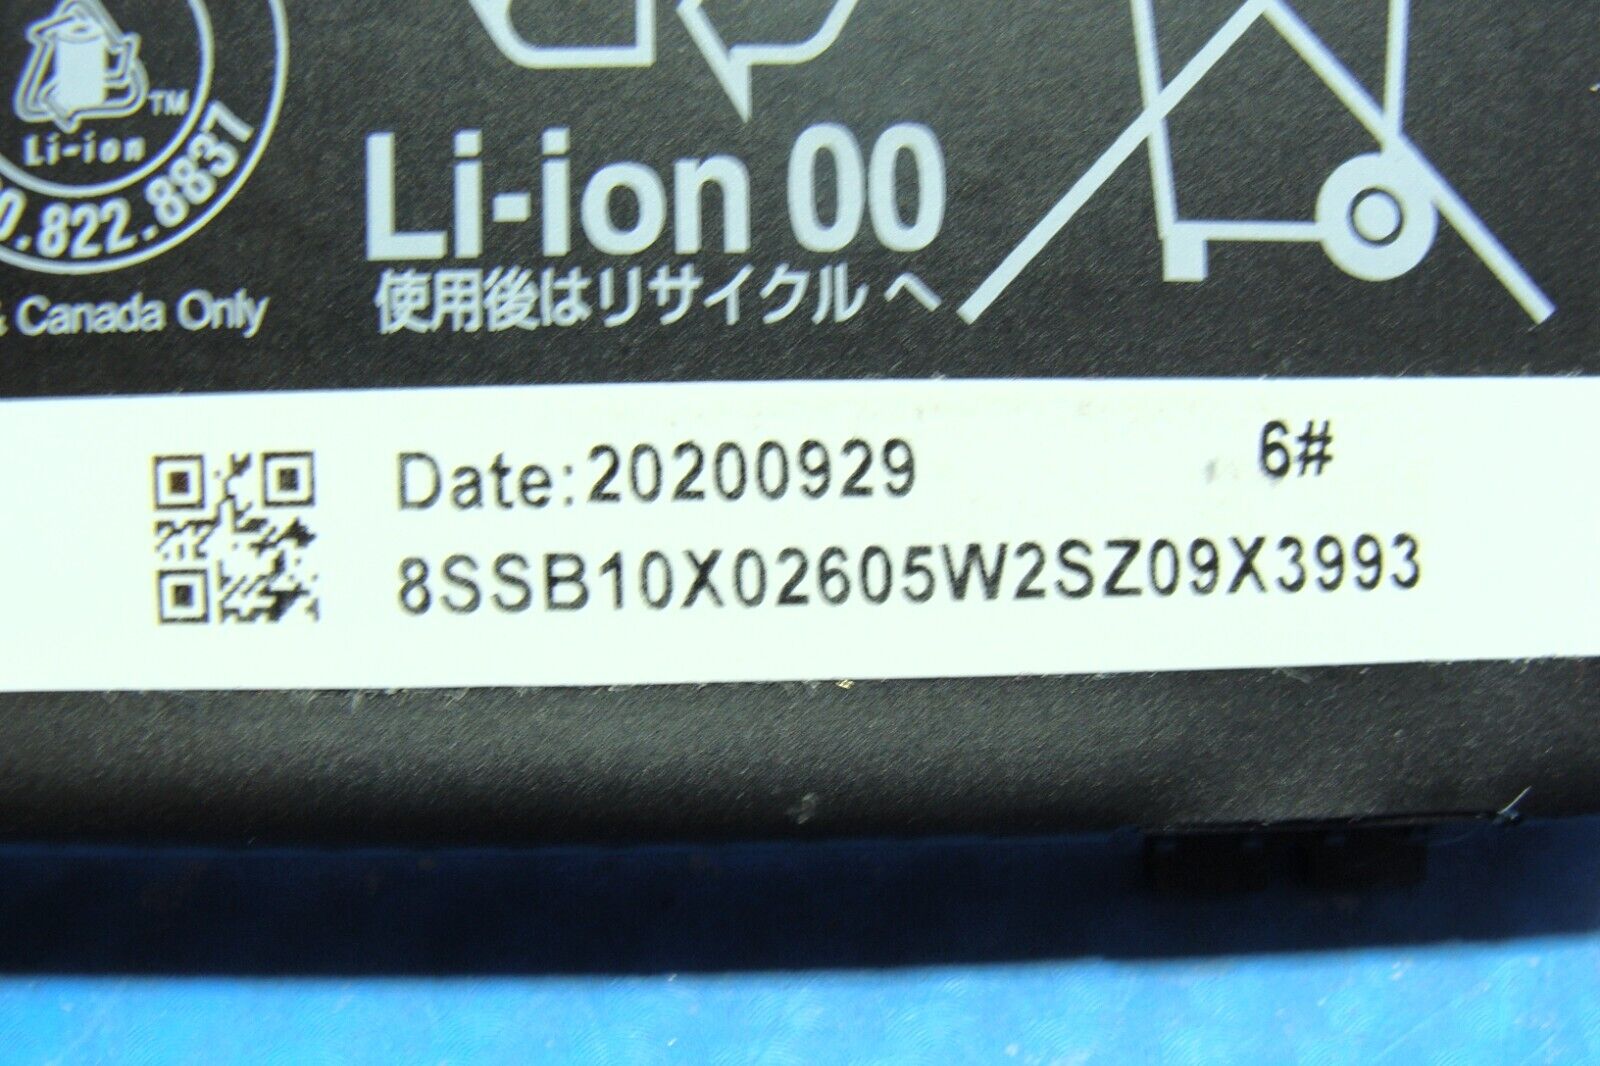 TM
Li-ion
0.822.8837
& Canada Only
Li-ion 00
使用後はリサイクルへ
Date:20200929 6#
8SSB10X02605W2SZ09X3993